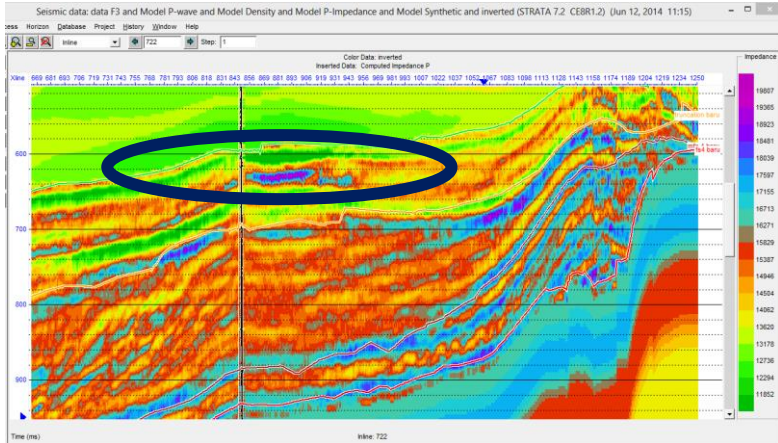 Seismic data: data F3 and Model P-wave and Model Density and Model P-Impedance and Model Synthetic and inverted (STRATA 7.2 CE8R1.2) (Jun 12, 2014 11:15)
cess Horizon Database Project History Window Help
Inline 722 Step: 1
Color Data: inverted
Inserted Data: Computed Impedance P
Impedance
Xline 669 681 693 706 719 731 743 755 768 781 793 806 818 831 843 856 869 881 893 906 919 931 943 956 969 981 993 1007 1022 1037 1052 1067 1083 1098 1113 1128 1143 1158 1174 1189 1204 1219 1234 1250
600
700
800
900
truncation baru
fs4 baru
19807
19365
18923
18481
18039
17597
17155
16713
16271
15829
15387
14946
14504
14062
13620
13178
12736
12294
11852
Time (ms)
Inline: 722